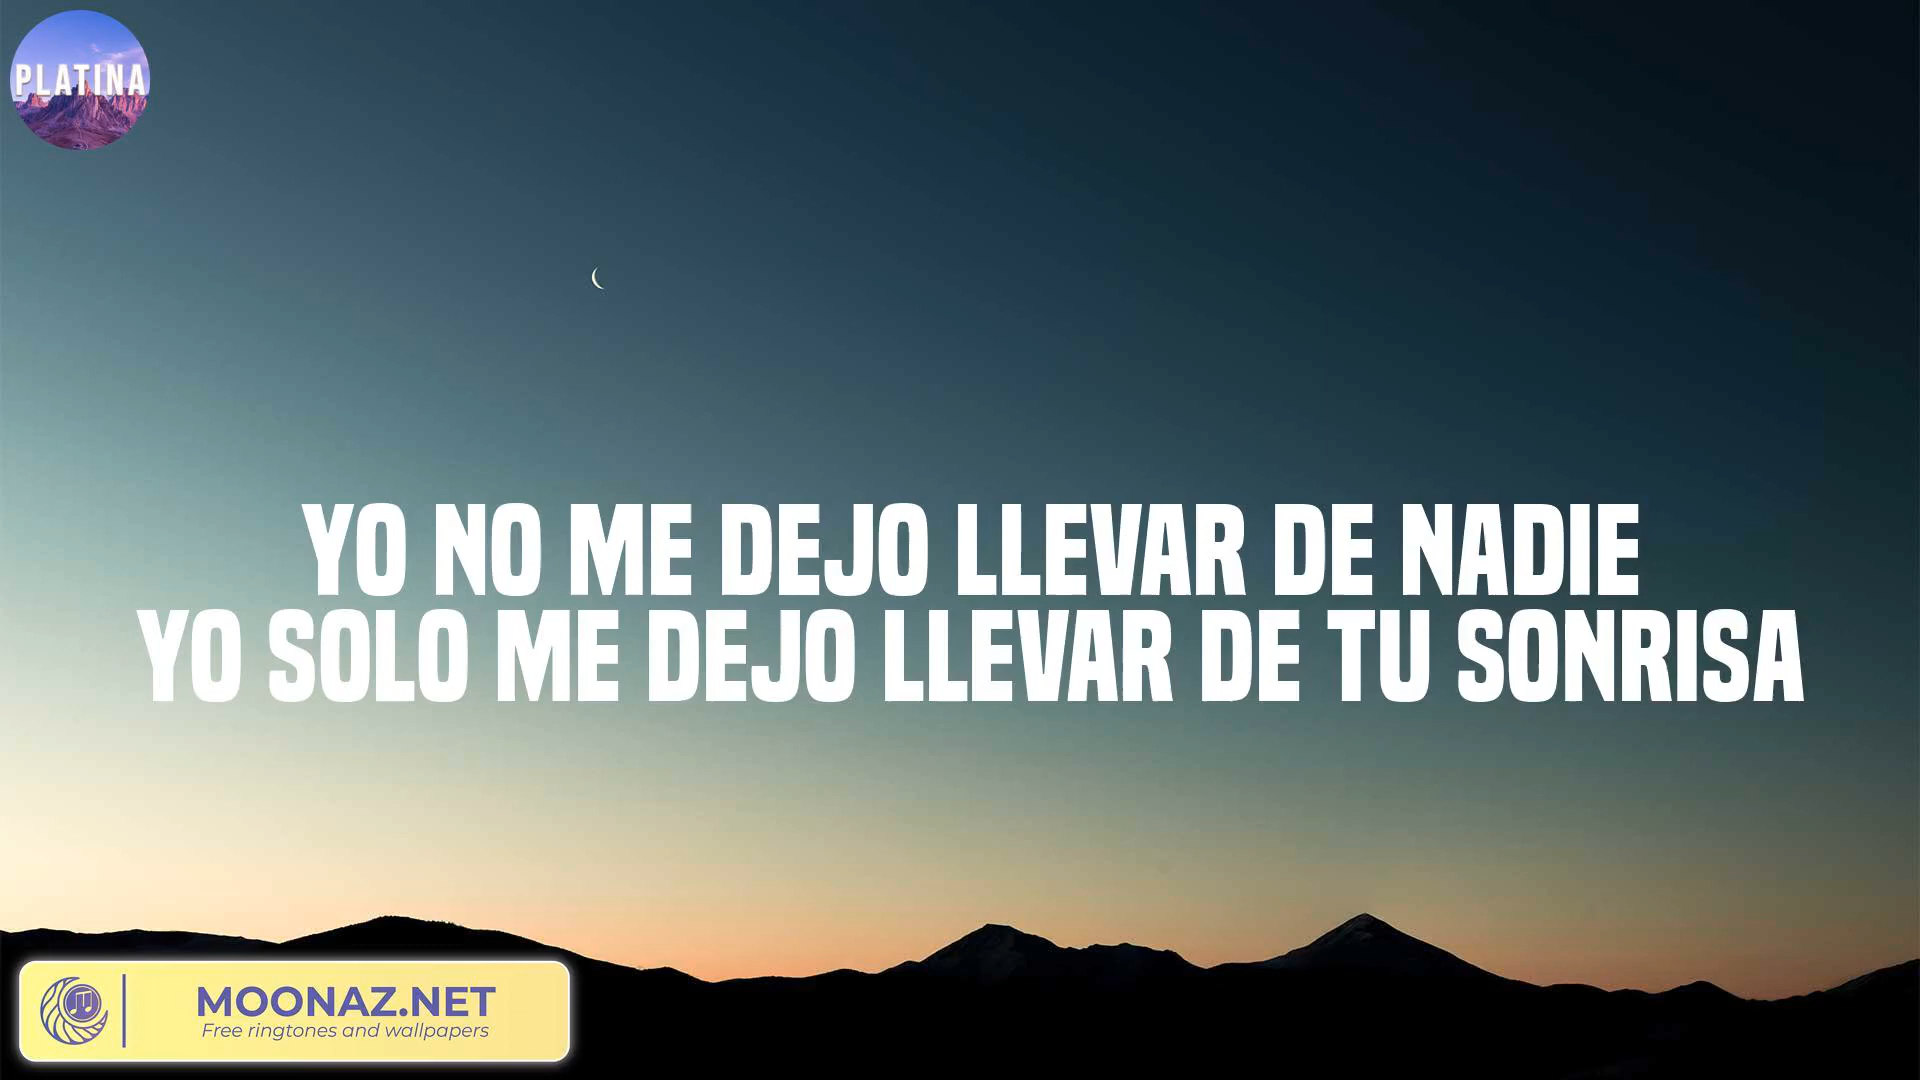 PLATINA
YO NO ME DEJO LLEVAR DE NADIE
YO SOLO ME DEJO LLEVAR DE TU SONRISA
MOONAZ.NET
Free ringtones and wallpapers